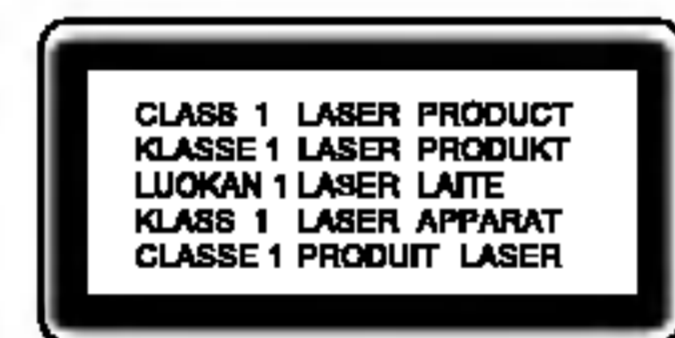 CLASS 1 LASER PRODUCT
KLASSE 1 LASER PRODUKT
LUOKAN 1 LASER LAITE
KLASS 1 LASER APPARAT
CLASSE 1 PRODUIT LASER